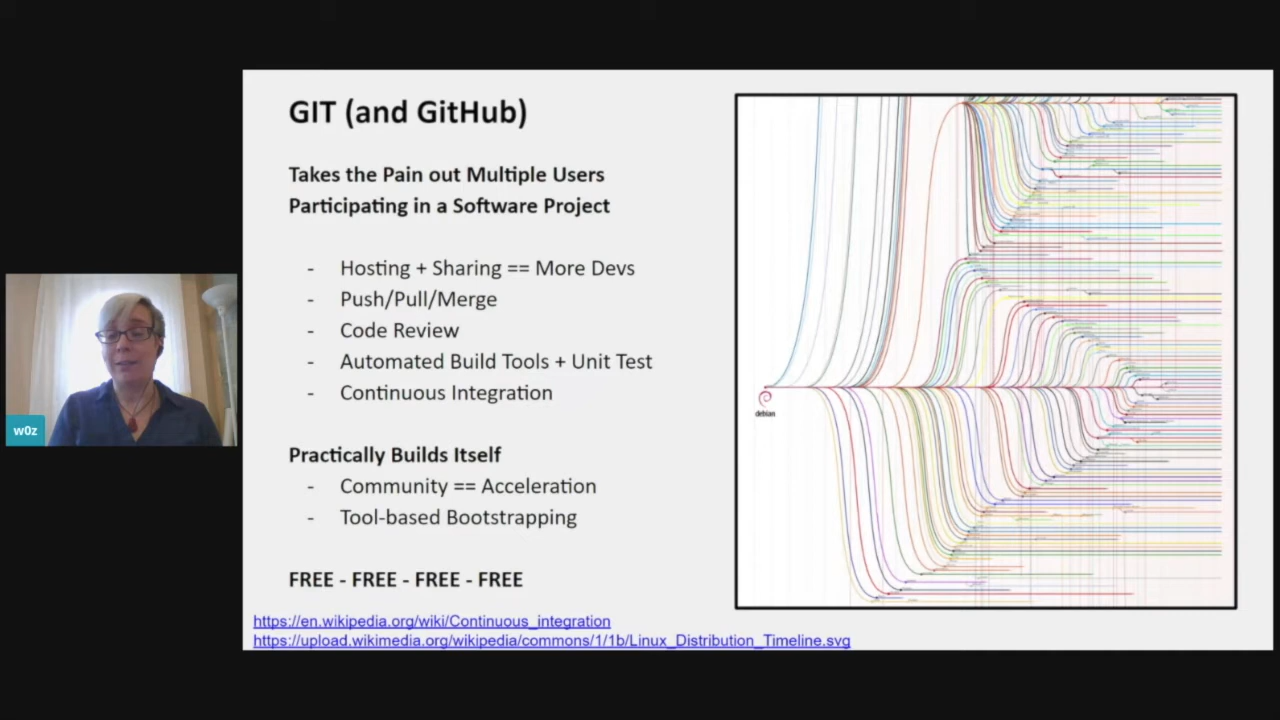 GIT (and GitHub)
Takes the Pain out Multiple Users
Participating in a Software Project
- Hosting + Sharing == More Devs
- Push/Pull/Merge
- Code Review
- Automated Build Tools + Unit Test
- Continuous Integration
Practically Builds Itself
- Community == Acceleration
- Tool-based Bootstrapping
FREE - FREE - FREE - FREE
https://en.wikipedia.org/wiki/Continuous_integration
https://upload.wikimedia.org/wikipedia/commons/1/1b/Linux_Distribution_Timeline.svg
debian
w0z